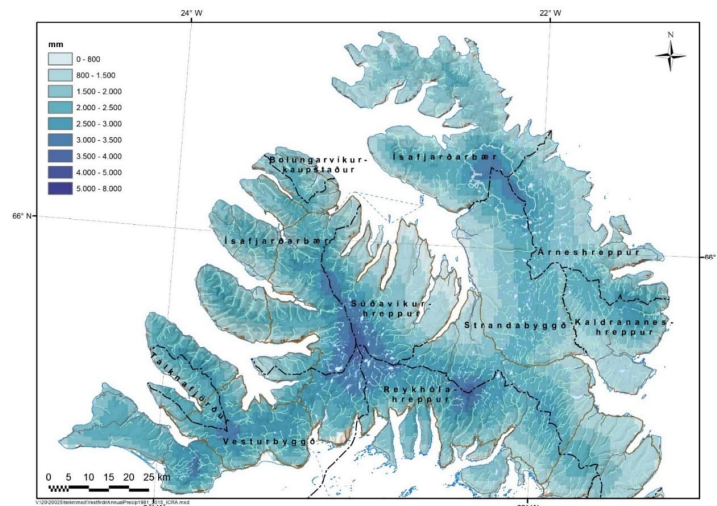 24° W
22° W
mm
0 - 800
800 - 1.500
1.500 - 2.000
2.000 - 2.500
2.500 - 3.000
3.000 - 3.500
3.500 - 4.000
4.000 - 5.000
5.000 - 8.000
N
Bolungarvíkur-
kaupstaður
Ísafjarðarbær
66° N
Ísafjarðarbær
Árneshreppur
66°
Súðavíkur-
hreppur
Strandabyggð
Kaldrananes-
hreppur
Tálknafjörður
Reykhóla-
hreppur
Vesturbyggð
0 5 10 15 20 25 km